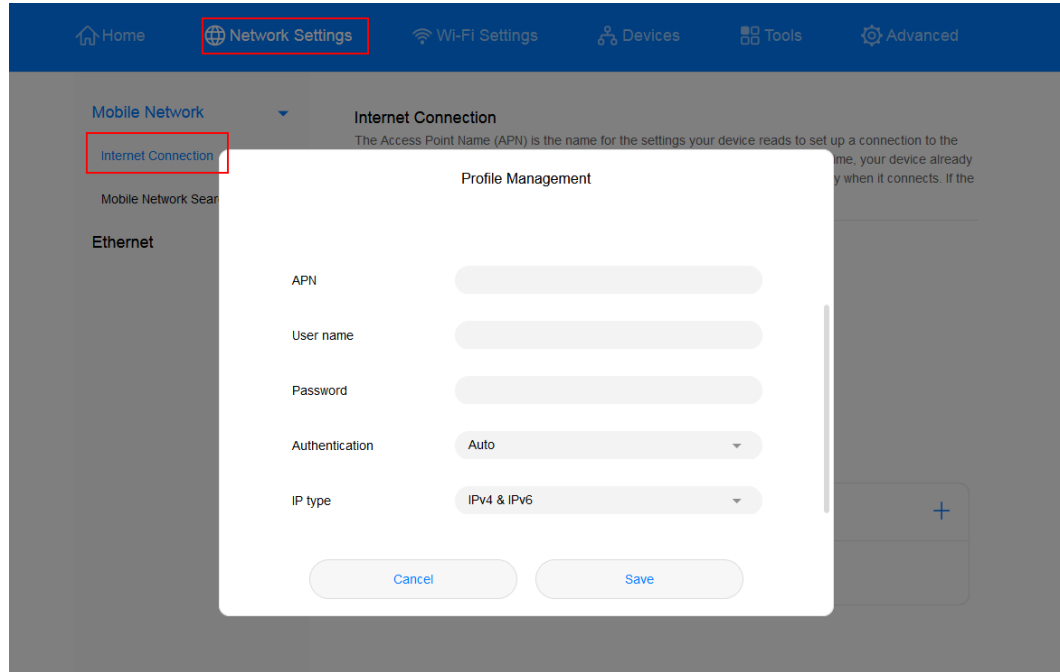 Home
Network Settings
Wi-Fi Settings
Devices
Tools
Advanced
Mobile Network
Internet Connection
Mobile Network Sear
Ethernet
Internet Connection
The Access Point Name (APN) is the name for the settings your device reads to set up a connection to the
me, your device already
y when it connects. If the
Profile Management
APN
User name
Password
Authentication Auto
IP type IPv4 & IPv6
Cancel
Save